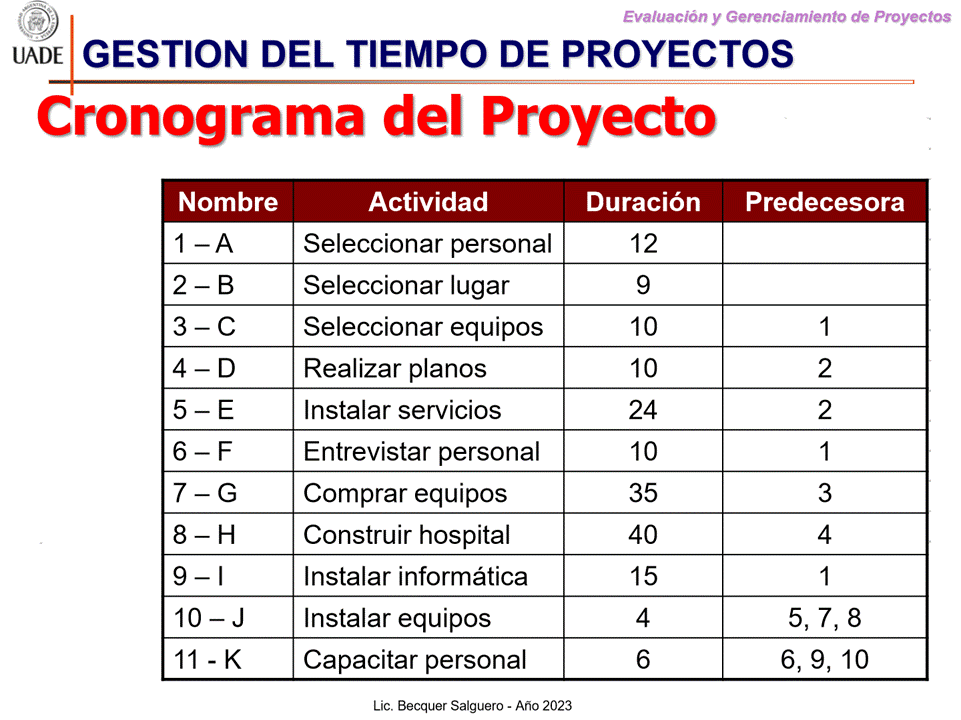 Evaluación y Gerenciamiento de Proyectos
UADE
GESTION DEL TIEMPO DE PROYECTOS
Cronograma del Proyecto
Nombre Actividad Duración Predecesora
1 – A Seleccionar personal 12
2 – B Seleccionar lugar 9
3 – C Seleccionar equipos 10 1
4 – D Realizar planos 10 2
5 – E Instalar servicios 24 2
6 – F Entrevistar personal 10 1
7 – G Comprar equipos 35 3
8 – H Construir hospital 40 4
9 – I Instalar informática 15 1
10 – J Instalar equipos 4 5, 7, 8
11 - K Capacitar personal 6 6, 9, 10
Lic. Becquer Salguero - Año 2023